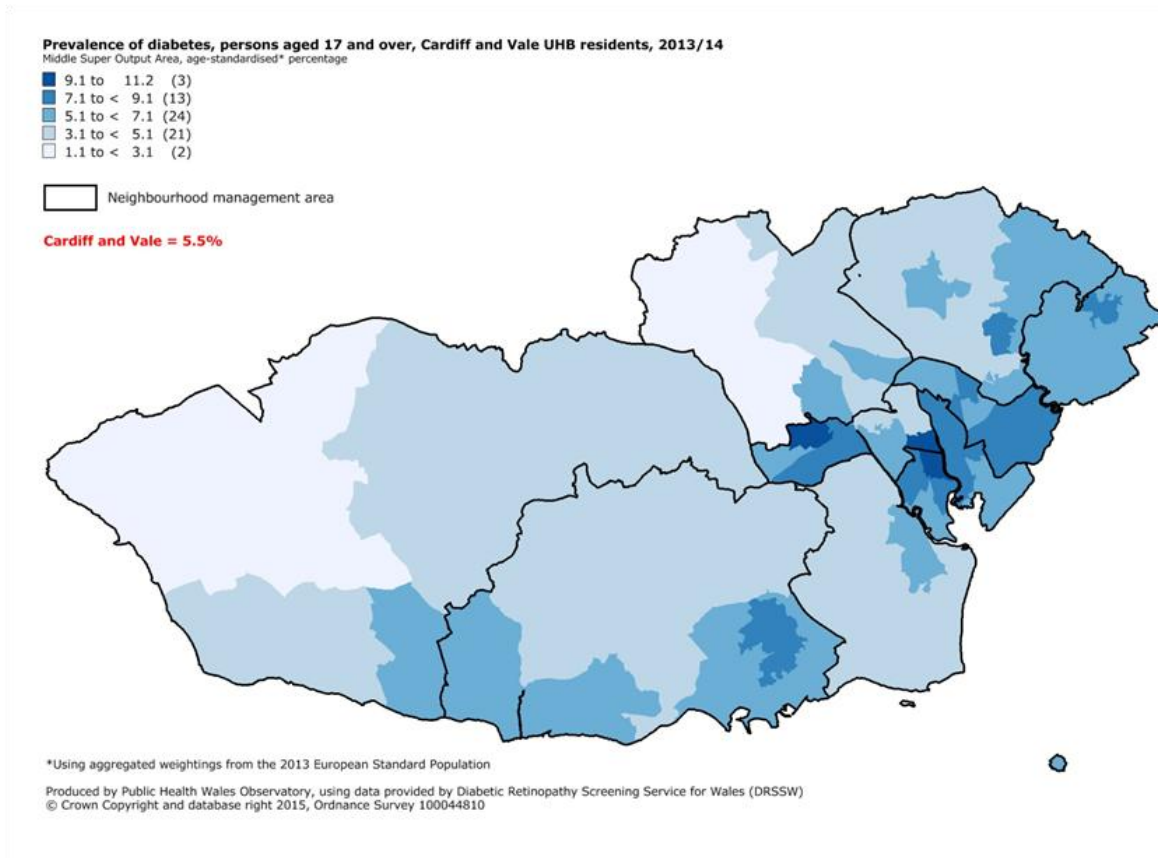 Prevalence of diabetes, persons aged 17 and over, Cardiff and Vale UHB residents, 2013/14
Middle Super Output Area, age-standardised* percentage
9.1 to 11.2 (3)
7.1 to < 9.1 (13)
5.1 to < 7.1 (24)
3.1 to < 5.1 (21)
1.1 to < 3.1 (2)
Neighbourhood management area
Cardiff and Vale = 5.5%
*Using aggregated weightings from the 2013 European Standard Population
Produced by Public Health Wales Observatory, using data provided by Diabetic Retinopathy Screening Service for Wales (DRSSW)
© Crown Copyright and database right 2015, Ordnance Survey 100044810